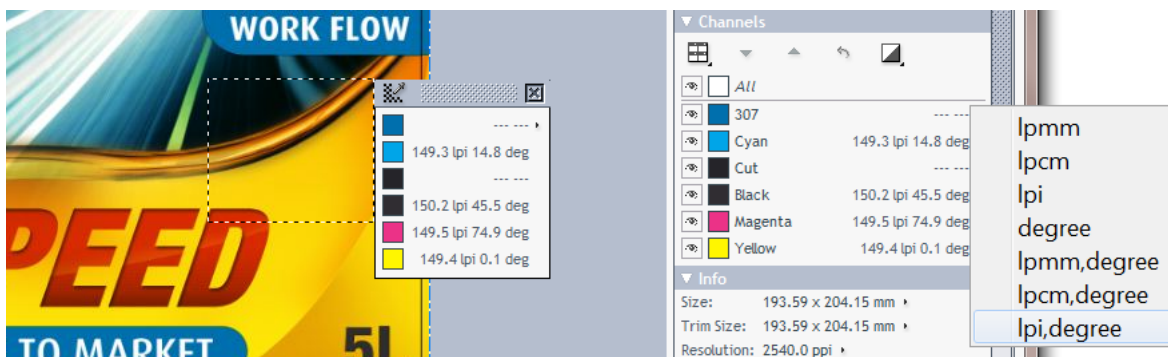 WORK FLOW
PEED
TO MARKET
5L
--- ---
149.3 lpi 14.8 deg
--- ---
150.2 lpi 45.5 deg
149.5 lpi 74.9 deg
149.4 lpi 0.1 deg
Channels
All
307 --- ---
Cyan 149.3 lpi 14.8 deg
Cut --- ---
Black 150.2 lpi 45.5 deg
Magenta 149.5 lpi 74.9 deg
Yellow 149.4 lpi 0.1 deg
Info
Size: 193.59 x 204.15 mm
Trim Size: 193.59 x 204.15 mm
Resolution: 2540.0 ppi
lpmm
lpcm
lpi
degree
lpmm,degree
lpcm,degree
lpi,degree